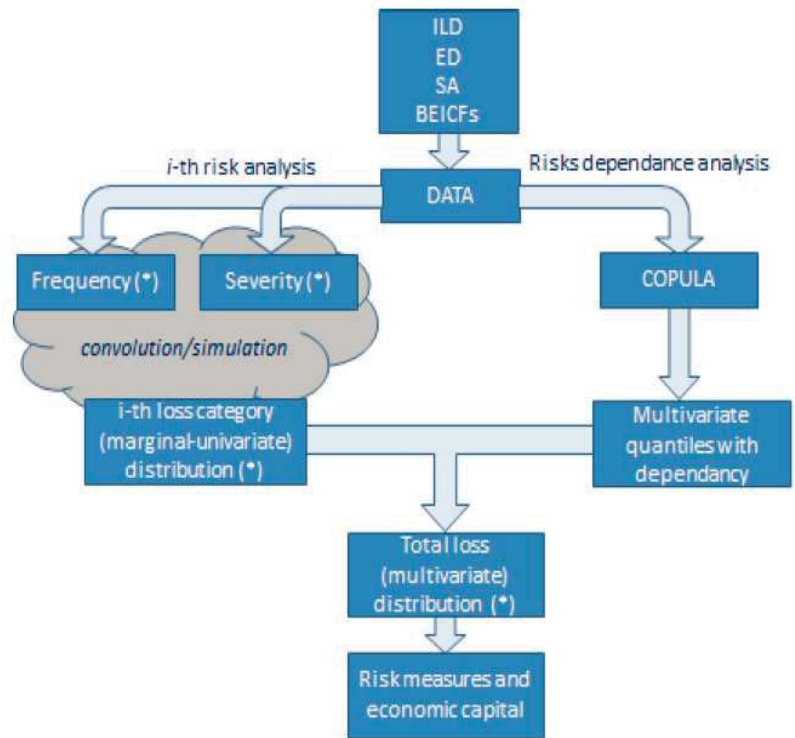 ILD
ED
SA
BEICFs
i-th risk analysis
Risks dependance analysis
DATA
Frequency (*)
Severity (*)
COPULA
convolution/simulation
i-th loss category
(marginal-univariate)
distribution (*)
Multivariate
quantiles with
dependancy
Total loss
(multivariate)
distribution (*)
Risk measures and
economic capital